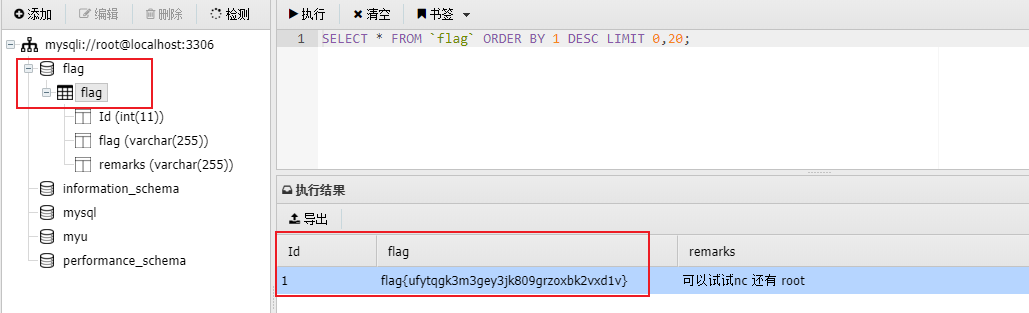 添加 编辑 删除 检测
mysqli://root@localhost:3306
flag
flag
Id (int(11))
flag (varchar(255))
remarks (varchar(255))
information_schema
mysql
myu
performance_schema
执行 清空 书签
1 SELECT * FROM `flag` ORDER BY 1 DESC LIMIT 0,20;
执行结果
导出
Id flag remarks
1 flag{ufytqgk3m3gey3jk809grzoxbk2vxd1v} 可以试试nc 还有 root